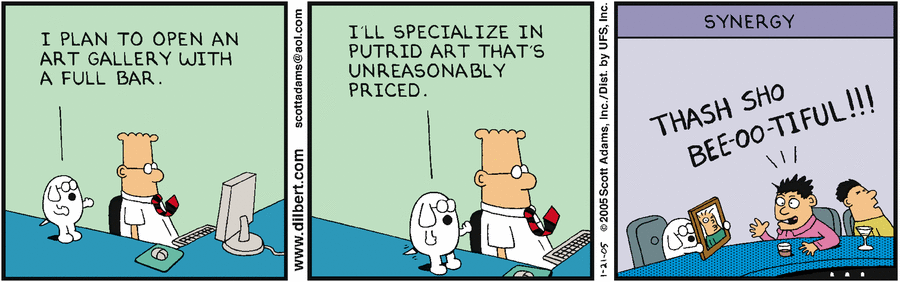 I PLAN TO OPEN AN
ART GALLERY WITH
A FULL BAR.
www.dilbert.com scottadams@aol.com
I'LL SPECIALIZE IN
PUTRID ART THAT'S
UNREASONABLY
PRICED.
1-21-05 © 2005 Scott Adams, Inc./Dist. by UFS, Inc.
SYNERGY
THASH SHO
BEE-OO-TIFUL!!!